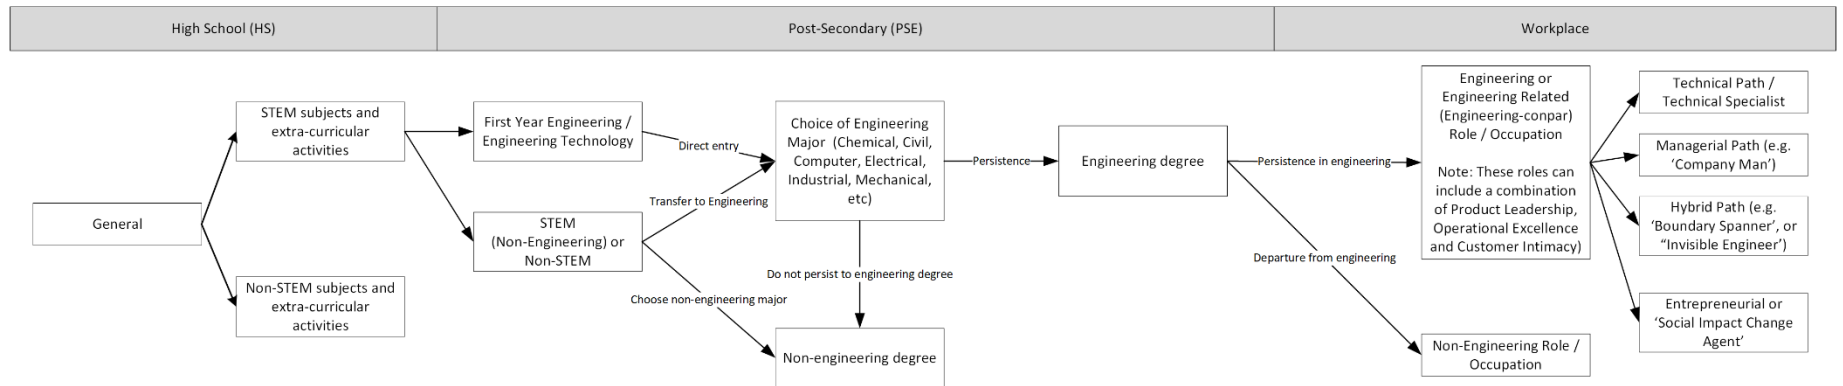 High School (HS)
Post-Secondary (PSE)
Workplace
General
STEM subjects and
extra-curricular
activities
Non-STEM subjects and
extra-curricular
activities
First Year Engineering /
Engineering Technology
STEM
(Non-Engineering) or
Non-STEM
Direct entry
Transfer to Engineering
Choose non-engineering major
Choice of Engineering
Major (Chemical, Civil,
Computer, Electrical,
Industrial, Mechanical,
etc)
Do not persist to engineering degree
Non-engineering degree
Persistence
Engineering degree
Persistence in engineering
Departure from engineering
Engineering or
Engineering Related
(Engineering-conpar)
Role / Occupation
Note: These roles can
include a combination
of Product Leadership,
Operational Excellence
and Customer Intimacy)
Non-Engineering Role /
Occupation
Technical Path /
Technical Specialist
Managerial Path (e.g.
‘Company Man’)
Hybrid Path (e.g.
‘Boundary Spanner’, or
“Invisible Engineer’)
Entrepreneurial or
‘Social Impact Change
Agent’